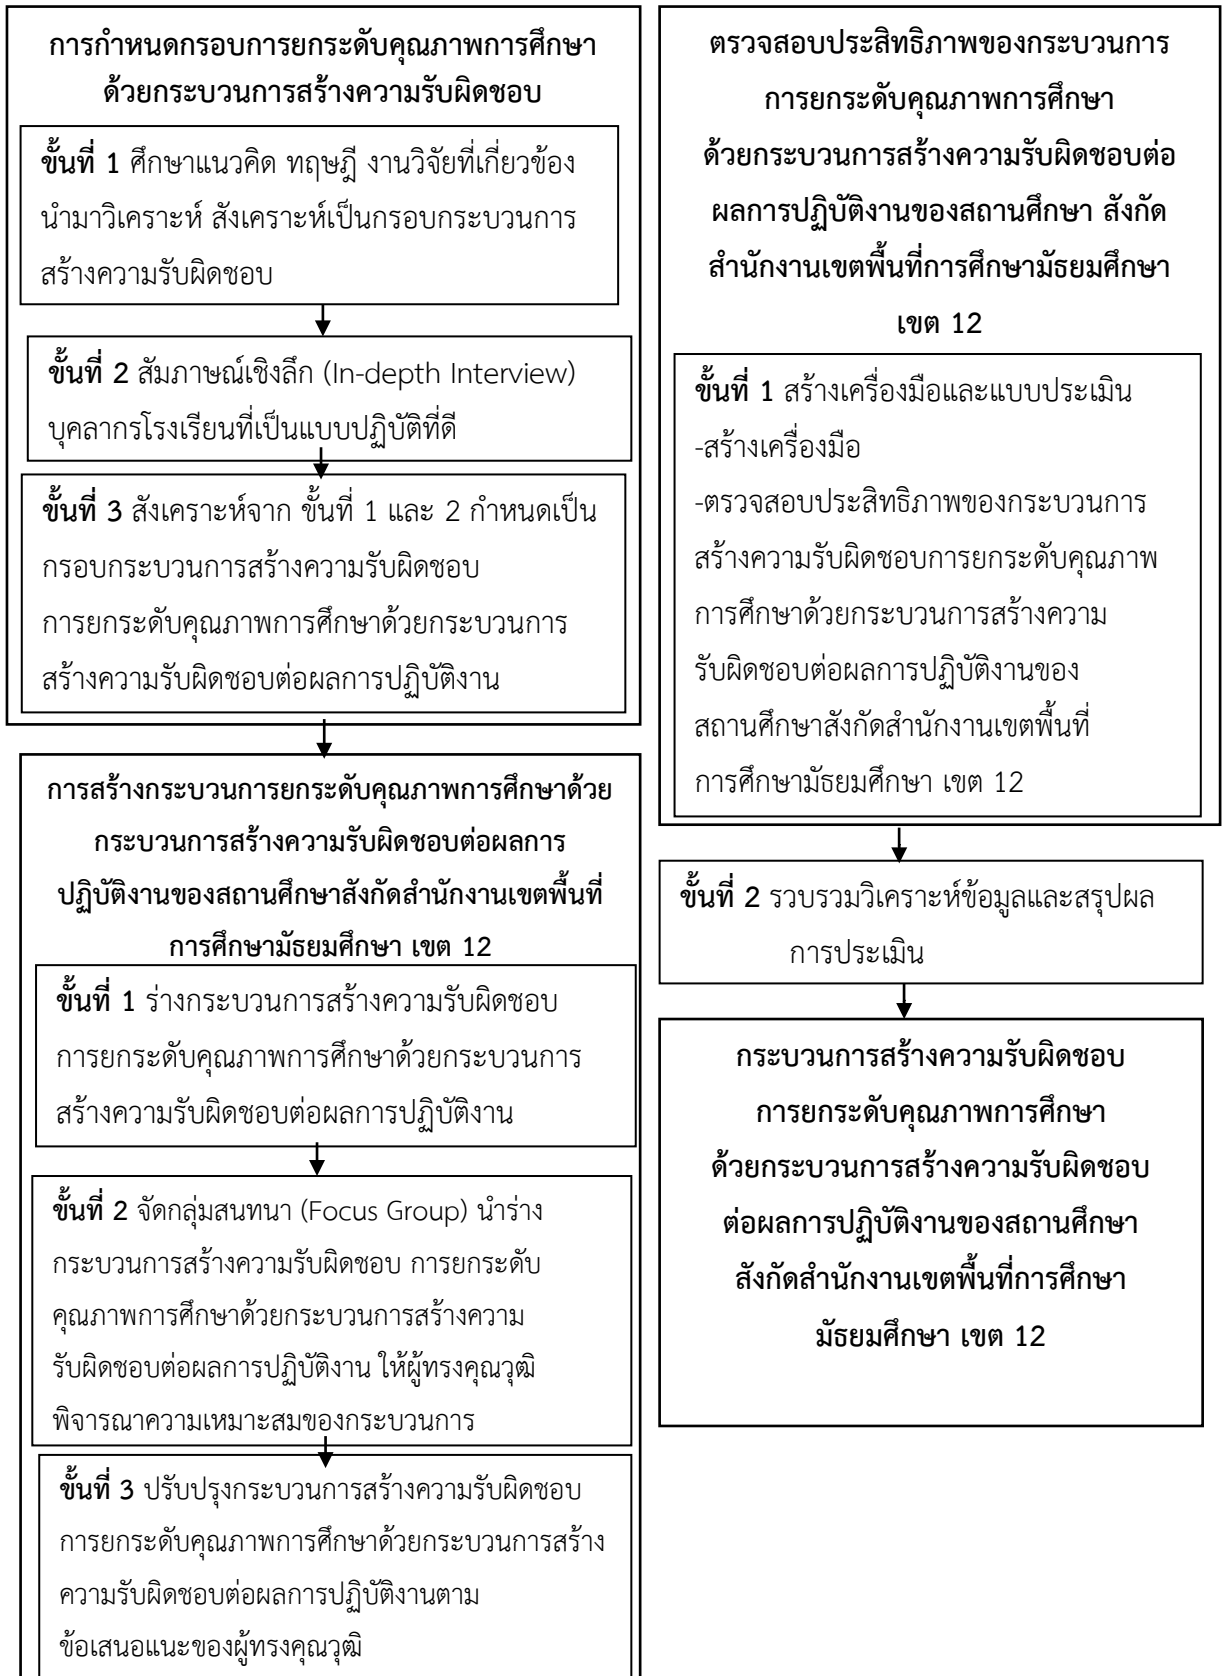 การกำหนดกรอบการยกระดับคุณภาพการศึกษา
ด้วยกระบวนการสร้างความรับผิดชอบ
ขั้นที่ 1 ศึกษาแนวคิด ทฤษฎี งานวิจัยที่เกี่ยวข้อง
นำมาวิเคราะห์ สังเคราะห์เป็นกรอบกระบวนการ
สร้างความรับผิดชอบ
ขั้นที่ 2 สัมภาษณ์เชิงลึก (In-depth Interview)
บุคลากรโรงเรียนที่เป็นแบบปฏิบัติที่ดี
ขั้นที่ 3 สังเคราะห์จาก ขั้นที่ 1 และ 2 กำหนดเป็น
กรอบกระบวนการสร้างความรับผิดชอบ
การยกระดับคุณภาพการศึกษาด้วยกระบวนการ
สร้างความรับผิดชอบต่อผลการปฏิบัติงาน
การสร้างกระบวนการยกระดับคุณภาพการศึกษาด้วย
กระบวนการสร้างความรับผิดชอบต่อผลการ
ปฏิบัติงานของสถานศึกษาสังกัดสำนักงานเขตพื้นที่
การศึกษามัธยมศึกษา เขต 12
ขั้นที่ 1 ร่างกระบวนการสร้างความรับผิดชอบ
การยกระดับคุณภาพการศึกษาด้วยกระบวนการ
สร้างความรับผิดชอบต่อผลการปฏิบัติงาน
ขั้นที่ 2 จัดกลุ่มสนทนา (Focus Group) นำร่าง
กระบวนการสร้างความรับผิดชอบ การยกระดับ
คุณภาพการศึกษาด้วยกระบวนการสร้างความ
รับผิดชอบต่อผลการปฏิบัติงาน ให้ผู้ทรงคุณวุฒิ
พิจารณาความเหมาะสมของกระบวนการ
ขั้นที่ 3 ปรับปรุงกระบวนการสร้างความรับผิดชอบ
การยกระดับคุณภาพการศึกษาด้วยกระบวนการสร้าง
ความรับผิดชอบต่อผลการปฏิบัติงานตาม
ข้อเสนอแนะของผู้ทรงคุณวุฒิ
ตรวจสอบประสิทธิภาพของกระบวนการ
การยกระดับคุณภาพการศึกษา
ด้วยกระบวนการสร้างความรับผิดชอบต่อ
ผลการปฏิบัติงานของสถานศึกษา สังกัด
สำนักงานเขตพื้นที่การศึกษามัธยมศึกษา
เขต 12
ขั้นที่ 1 สร้างเครื่องมือและแบบประเมิน
-สร้างเครื่องมือ
-ตรวจสอบประสิทธิภาพของกระบวนการ
สร้างความรับผิดชอบการยกระดับคุณภาพ
การศึกษาด้วยกระบวนการสร้างความ
รับผิดชอบต่อผลการปฏิบัติงานของ
สถานศึกษาสังกัดสำนักงานเขตพื้นที่
การศึกษามัธยมศึกษา เขต 12
ขั้นที่ 2 รวบรวมวิเคราะห์ข้อมูลและสรุปผล
การประเมิน
กระบวนการสร้างความรับผิดชอบ
การยกระดับคุณภาพการศึกษา
ด้วยกระบวนการสร้างความรับผิดชอบ
ต่อผลการปฏิบัติงานของสถานศึกษา
สังกัดสำนักงานเขตพื้นที่การศึกษา
มัธยมศึกษา เขต 12